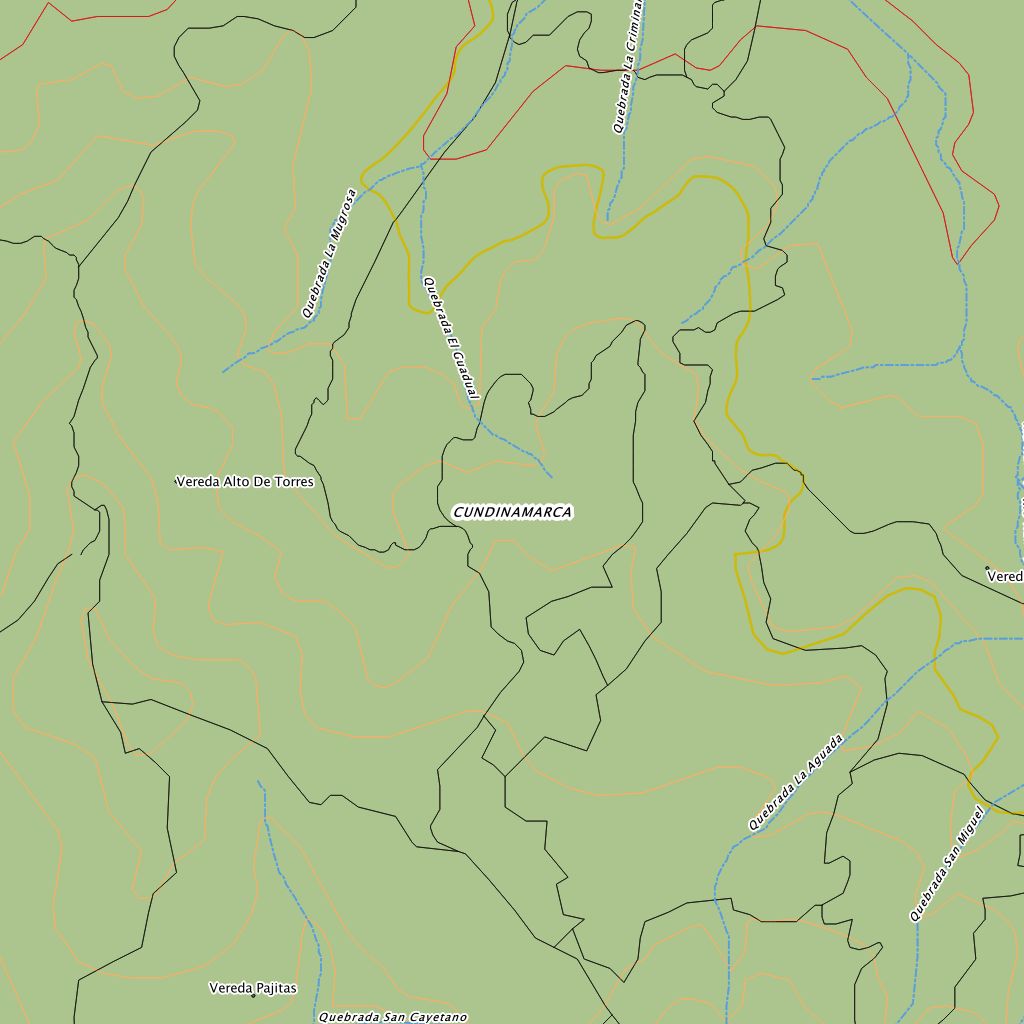 Quebrada La Criminal
Quebrada La Mugrosa
Quebrada El Guadual
Vereda Alto De Torres
CUNDINAMARCA
Vered
Quebrada La Aguada
Quebrada San Miguel
Vereda Pajitas
Quebrada San Cayetano